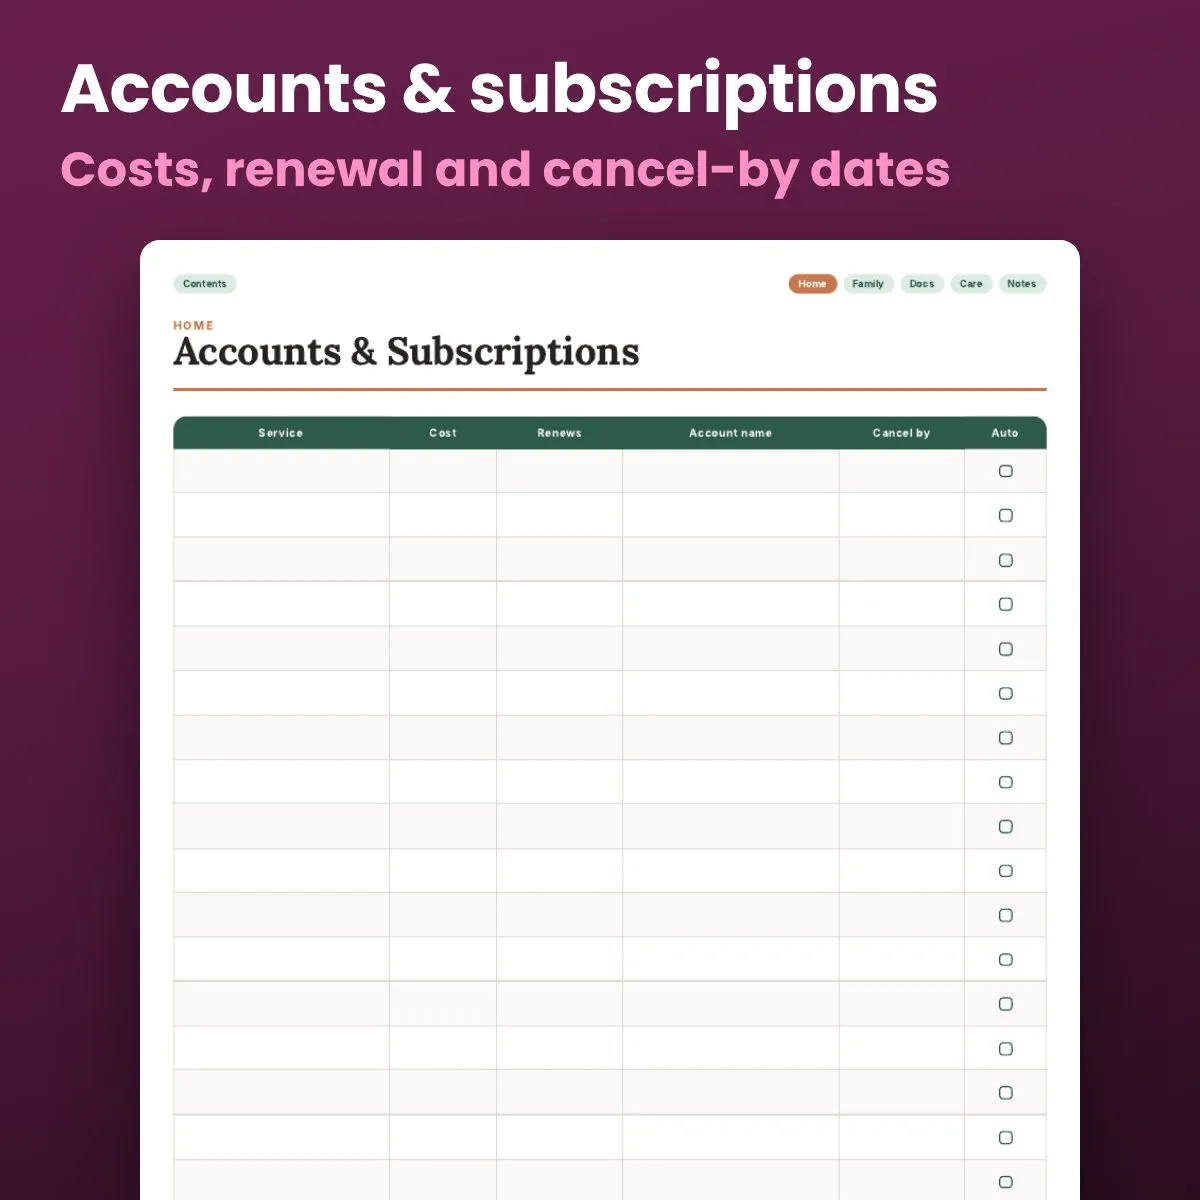 Accounts & subscriptions
Costs, renewal and cancel-by dates
Contents
Home Family Docs Care Notes
HOME
Accounts & Subscriptions
Service Cost Renews Account name Cancel by Auto